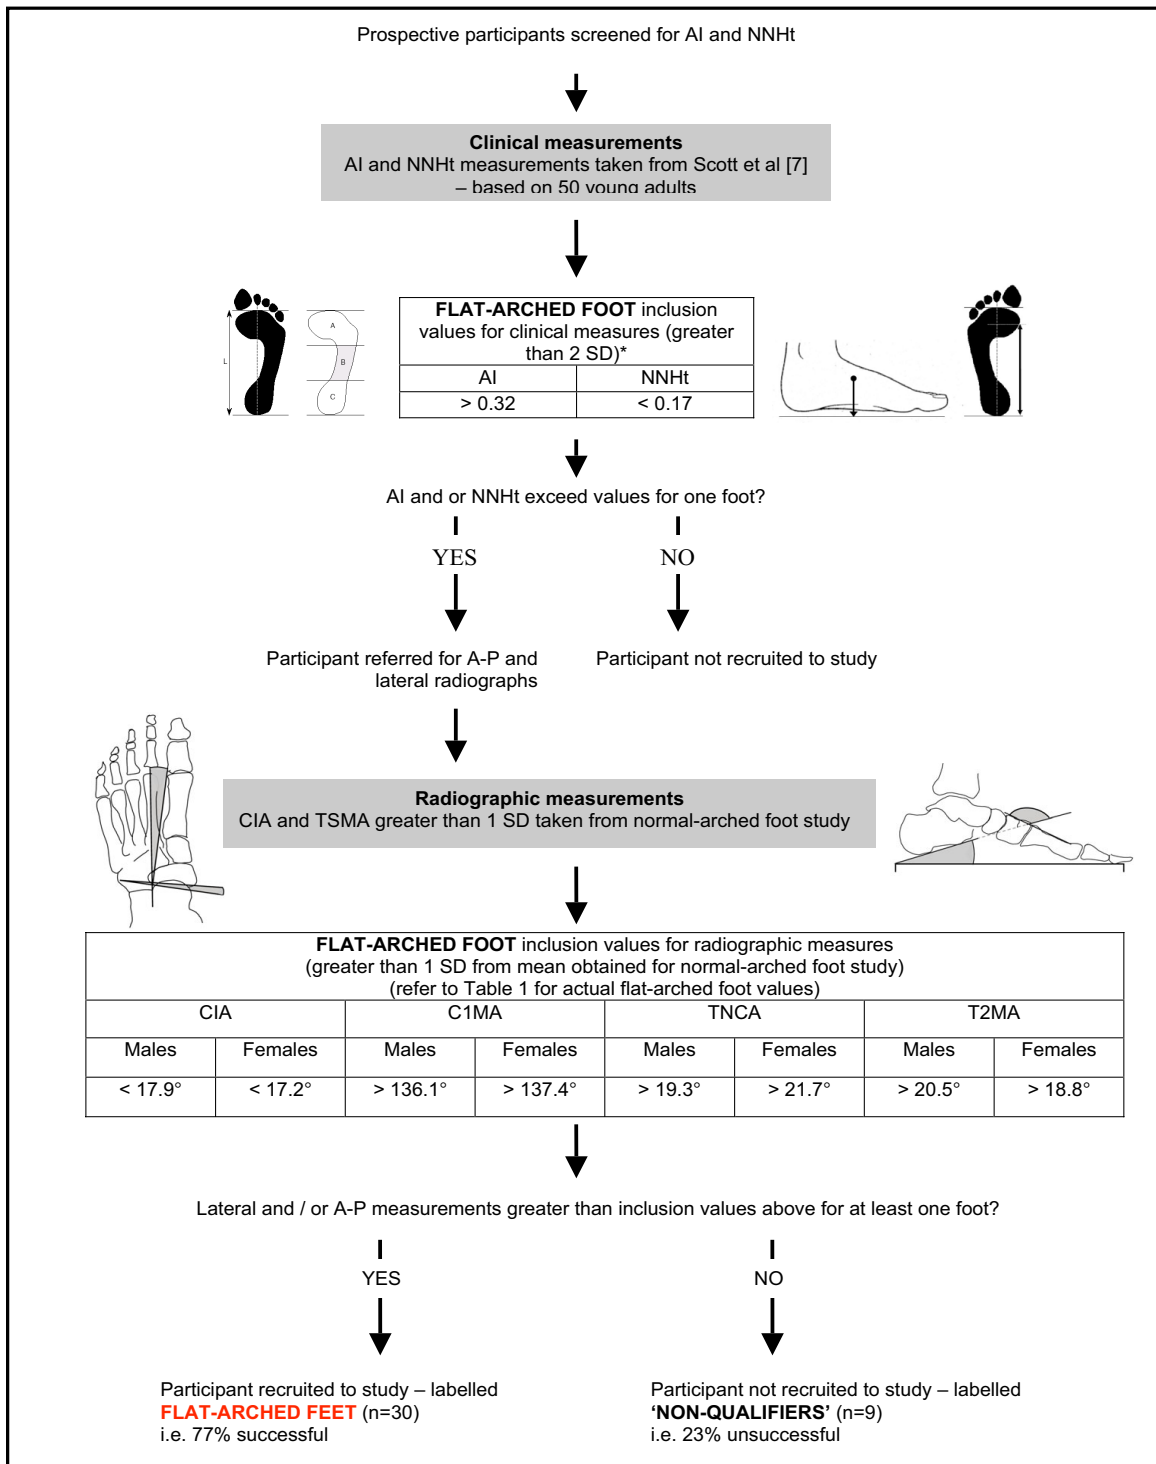 Prospective participants screened for AI and NNHt
Clinical measurements
AI and NNHt measurements taken from Scott et al [7]
– based on 50 young adults
FLAT-ARCHED FOOT inclusion
values for clinical measures (greater
than 2 SD)*
AI NNHt
> 0.32 < 0.17
L
A
B
C
AI and or NNHt exceed values for one foot?
YES NO
Participant referred for A-P and
lateral radiographs
Participant not recruited to study
Radiographic measurements
CIA and TSMA greater than 1 SD taken from normal-arched foot study
FLAT-ARCHED FOOT inclusion values for radiographic measures
(greater than 1 SD from mean obtained for normal-arched foot study)
(refer to Table 1 for actual flat-arched foot values)
CIA C1MA TNCA T2MA
Males Females Males Females Males Females Males Females
< 17.9° < 17.2° > 136.1° > 137.4° > 19.3° > 21.7° > 20.5° > 18.8°
Lateral and / or A-P measurements greater than inclusion values above for at least one foot?
YES NO
Participant recruited to study – labelled
FLAT-ARCHED FEET (n=30)
i.e. 77% successful
Participant not recruited to study – labelled
‘NON-QUALIFIERS’ (n=9)
i.e. 23% unsuccessful